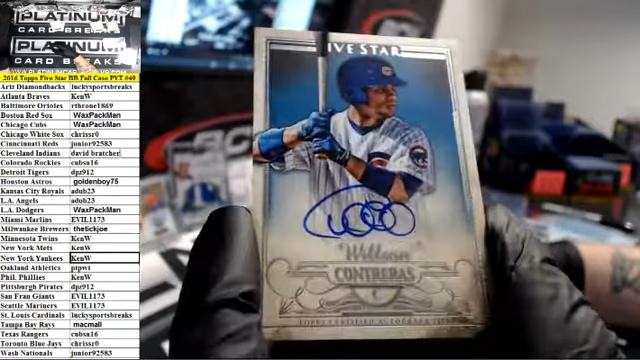 PLATINUM
CARD BREAKS
PLATINUM
CARD BREAKS
2016 Topps Five Star BB Full Case PYT #49
Ariz Diamondbacks luckysportsbreaks
Atlanta Braves KenW
Baltimore Orioles rthrone1869
Boston Red Sox WaxPackMan
Chicago Cubs WaxPackMan
Chicago White Sox chrissr0
Cinncinnati Reds junior92583
Cleveland Indians david bratcher
Colorado Rockies cubsn16
Detroit Tigers dpz912
Houston Astros goldenboy75
Kansas City Royals adub23
L.A. Angels adub23
L.A. Dodgers WaxPackMan
Miami Marlins EVIL1173
Milwaukee Brewers thetickjoe
Minnesota Twins KenW
New York Mets KenW
New York Yankees KenW
Oakland Athletics ptpwi
Phil. Phillies KenW
Pittsburgh Pirates dpz912
San Fran Giants EVIL1173
Seattle Mariners EVIL1173
St. Louis Cardinals luckysportsbreaks
Tampa Bay Rays macmall
Texas Rangers cubsn16
Toronto Blue Jays chrissr0
Wash Nationals junior92583
FIVE STAR
Willson
CONTRERAS
C